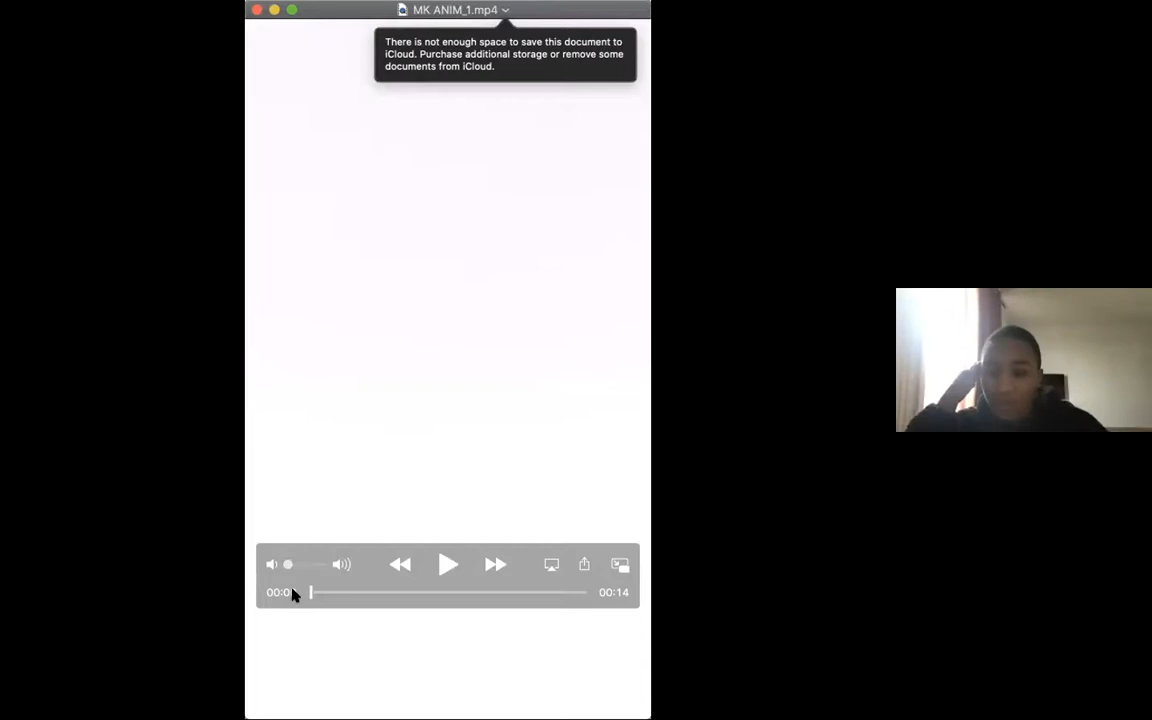 MK ANIM_1.mp4
There is not enough space to save this document to
iCloud. Purchase additional storage or remove some
documents from iCloud.
00:14